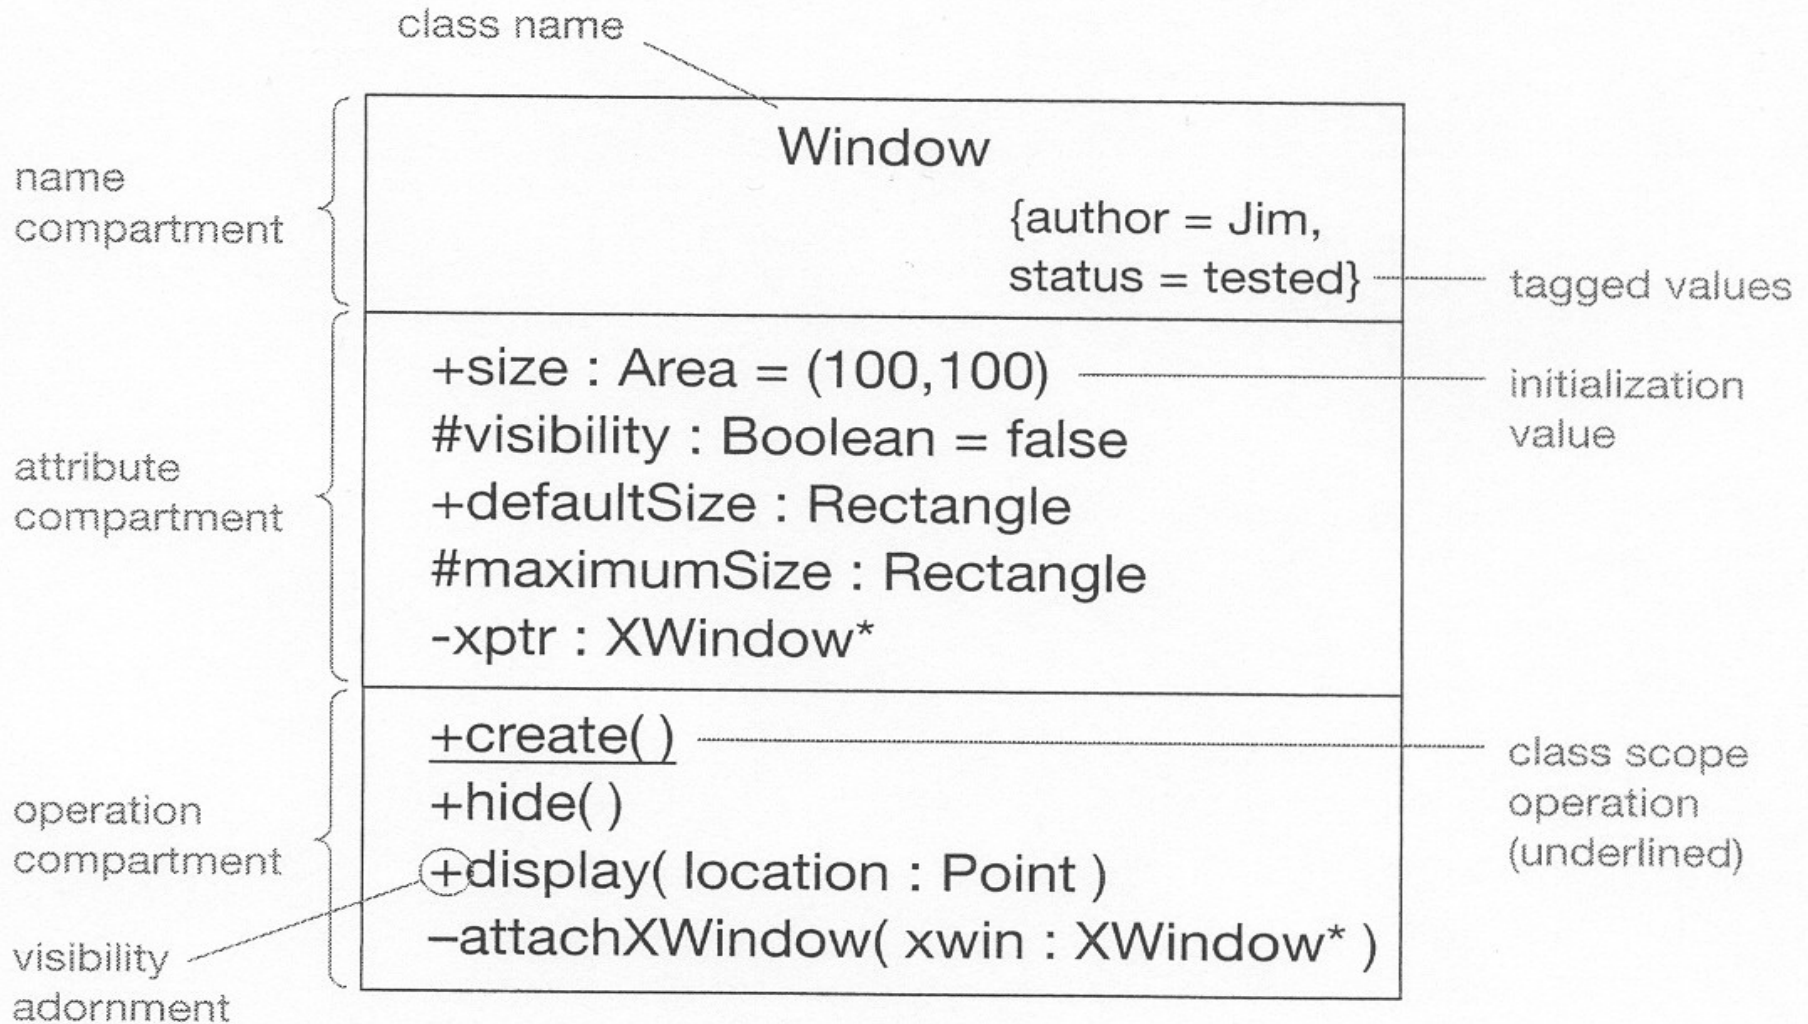 class name
name
compartment
Window
{author = Jim,
status = tested}
tagged values
attribute
compartment
+size : Area = (100,100)
initialization
value
#visibility : Boolean = false
+defaultSize : Rectangle
#maximumSize : Rectangle
-xptr : XWindow*
operation
compartment
+create( )
class scope
operation
(underlined)
+hide( )
+display( location : Point )
–attachXWindow( xwin : XWindow* )
visibility
adornment